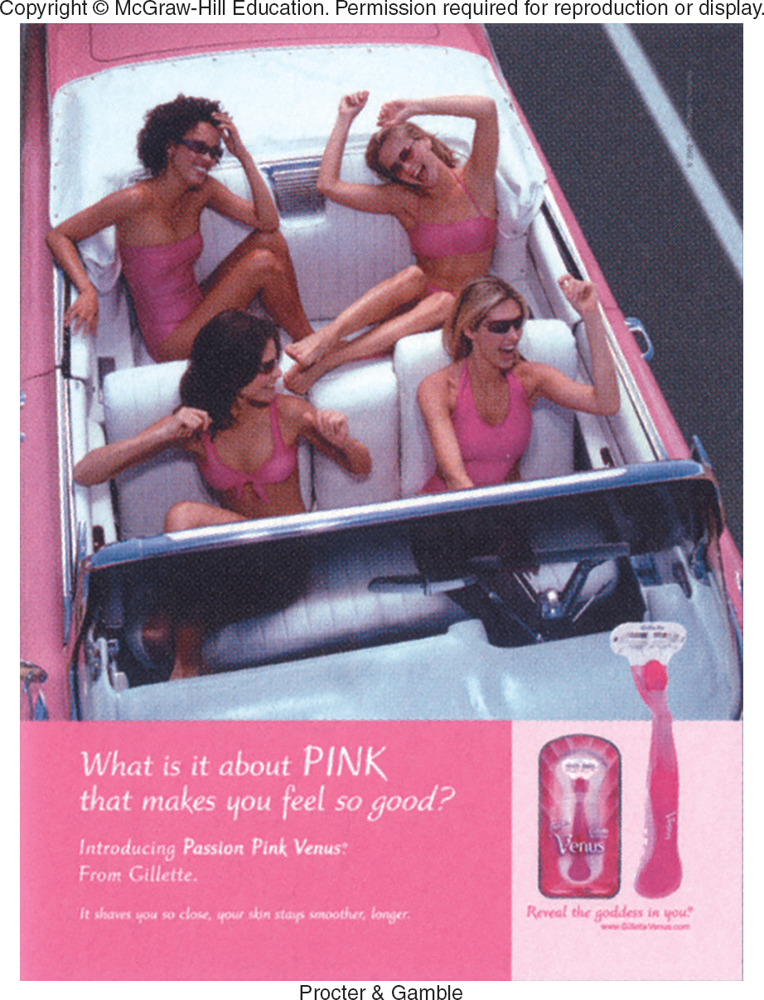 Copyright © McGraw-Hill Education. Permission required for reproduction or display.
What is it about PINK
that makes you feel so good?
Introducing Passion Pink Venus®
From Gillette.
It shaves you so close, your skin stays smoother, longer.
Venus
Venus
Reveal the goddess in you.®
www.GilletteVenus.com
Procter & Gamble